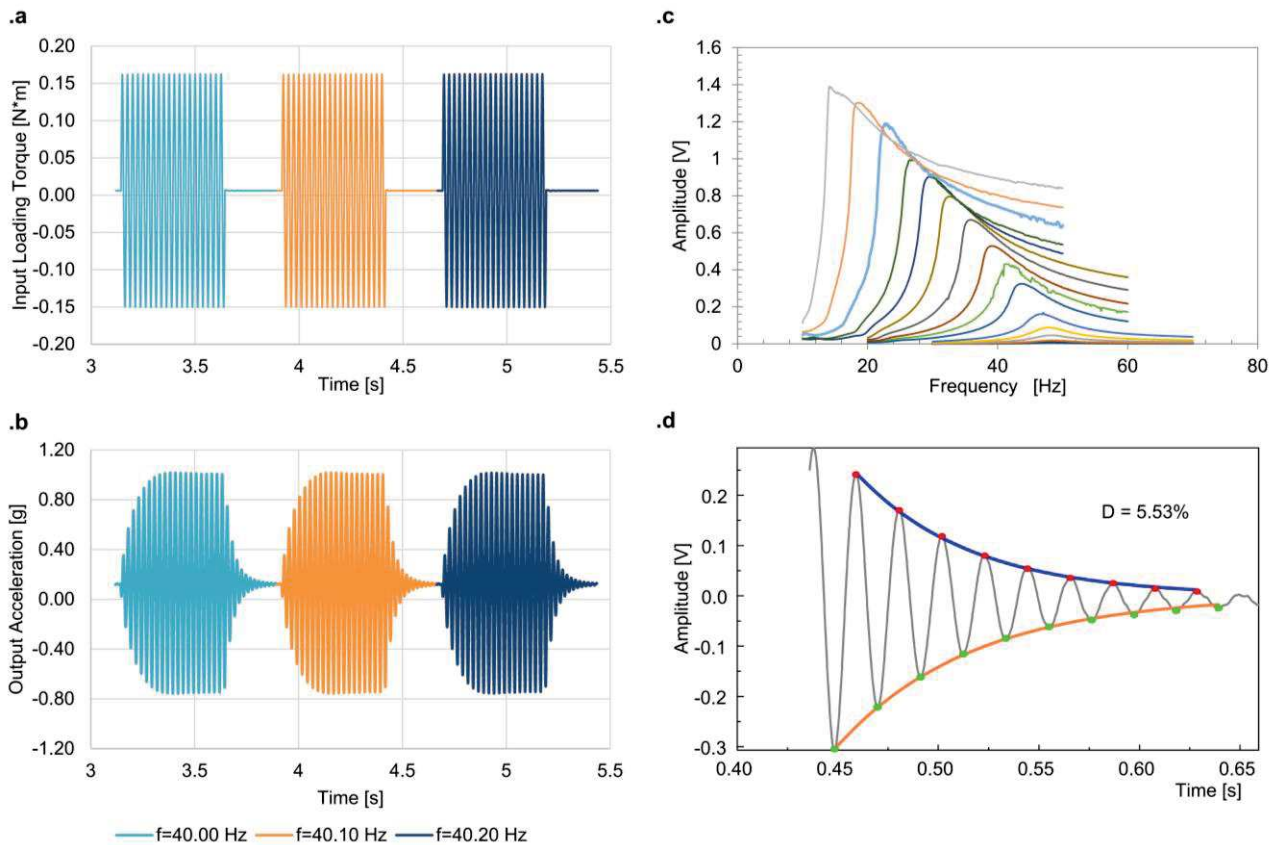 .a
Input Loading Torque [N*m]
0.20
0.15
0.10
0.05
0.00
-0.05
-0.10
-0.15
-0.20
3 3.5 4 4.5 5 5.5
Time [s]
.b
Output Acceleration [g]
1.20
0.80
0.40
0.00
-0.40
-0.80
-1.20
3 3.5 4 4.5 5 5.5
Time [s]
f=40.00 Hz f=40.10 Hz f=40.20 Hz
.c
Amplitude [V]
1.6
1.4
1.2
1
0.8
0.6
0.4
0.2
0
0 20 40 60 80
Frequency [Hz]
.d
Amplitude [V]
0.2
0.1
0.0
-0.1
-0.2
-0.3
D = 5.53%
0.40 0.45 0.50 0.55 0.60 0.65
Time [s]